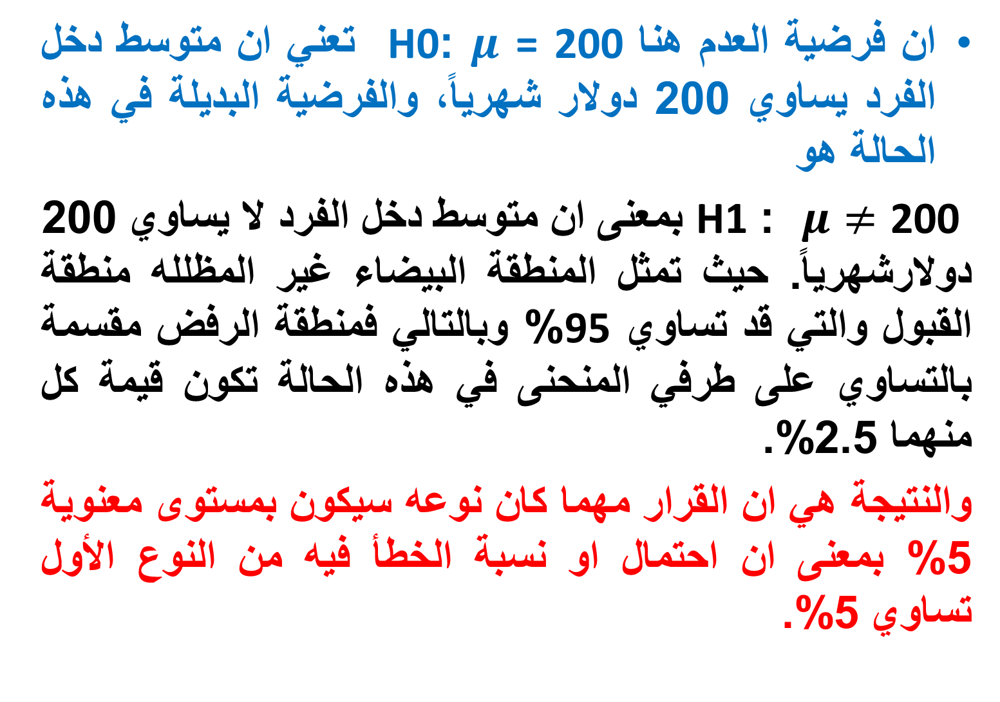 • ان فرضية العدم هنا H0: μ = 200 تعني ان متوسط دخل
الفرد يساوي 200 دولار شهرياً، والفرضية البديلة في هذه
الحالة هو
H1 : μ ≠ 200 بمعنى ان متوسط دخل الفرد لا يساوي 200
دولارشهرياً. حيث تمثل المنطقة البيضاء غير المظلله منطقة
القبول والتي قد تساوي 95% وبالتالي فمنطقة الرفض مقسمة
بالتساوي على طرفي المنحنى في هذه الحالة تكون قيمة كل
منهما 2.5%.
والنتيجة هي ان القرار مهما كان نوعه سيكون بمستوى معنوية
5% بمعنى ان احتمال او نسبة الخطأ فيه من النوع الأول
تساوي 5%.